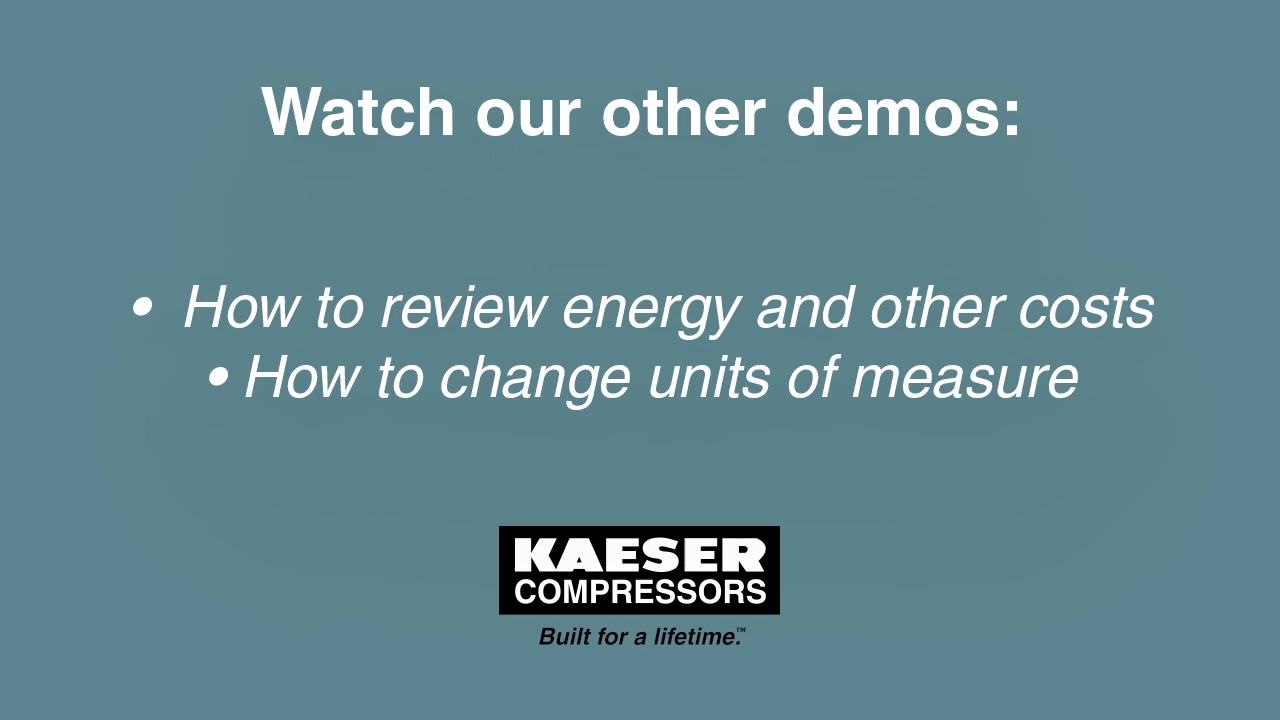 Watch our other demos:
• How to review energy and other costs
• How to change units of measure
KAESER
COMPRESSORS
Built for a lifetime.™